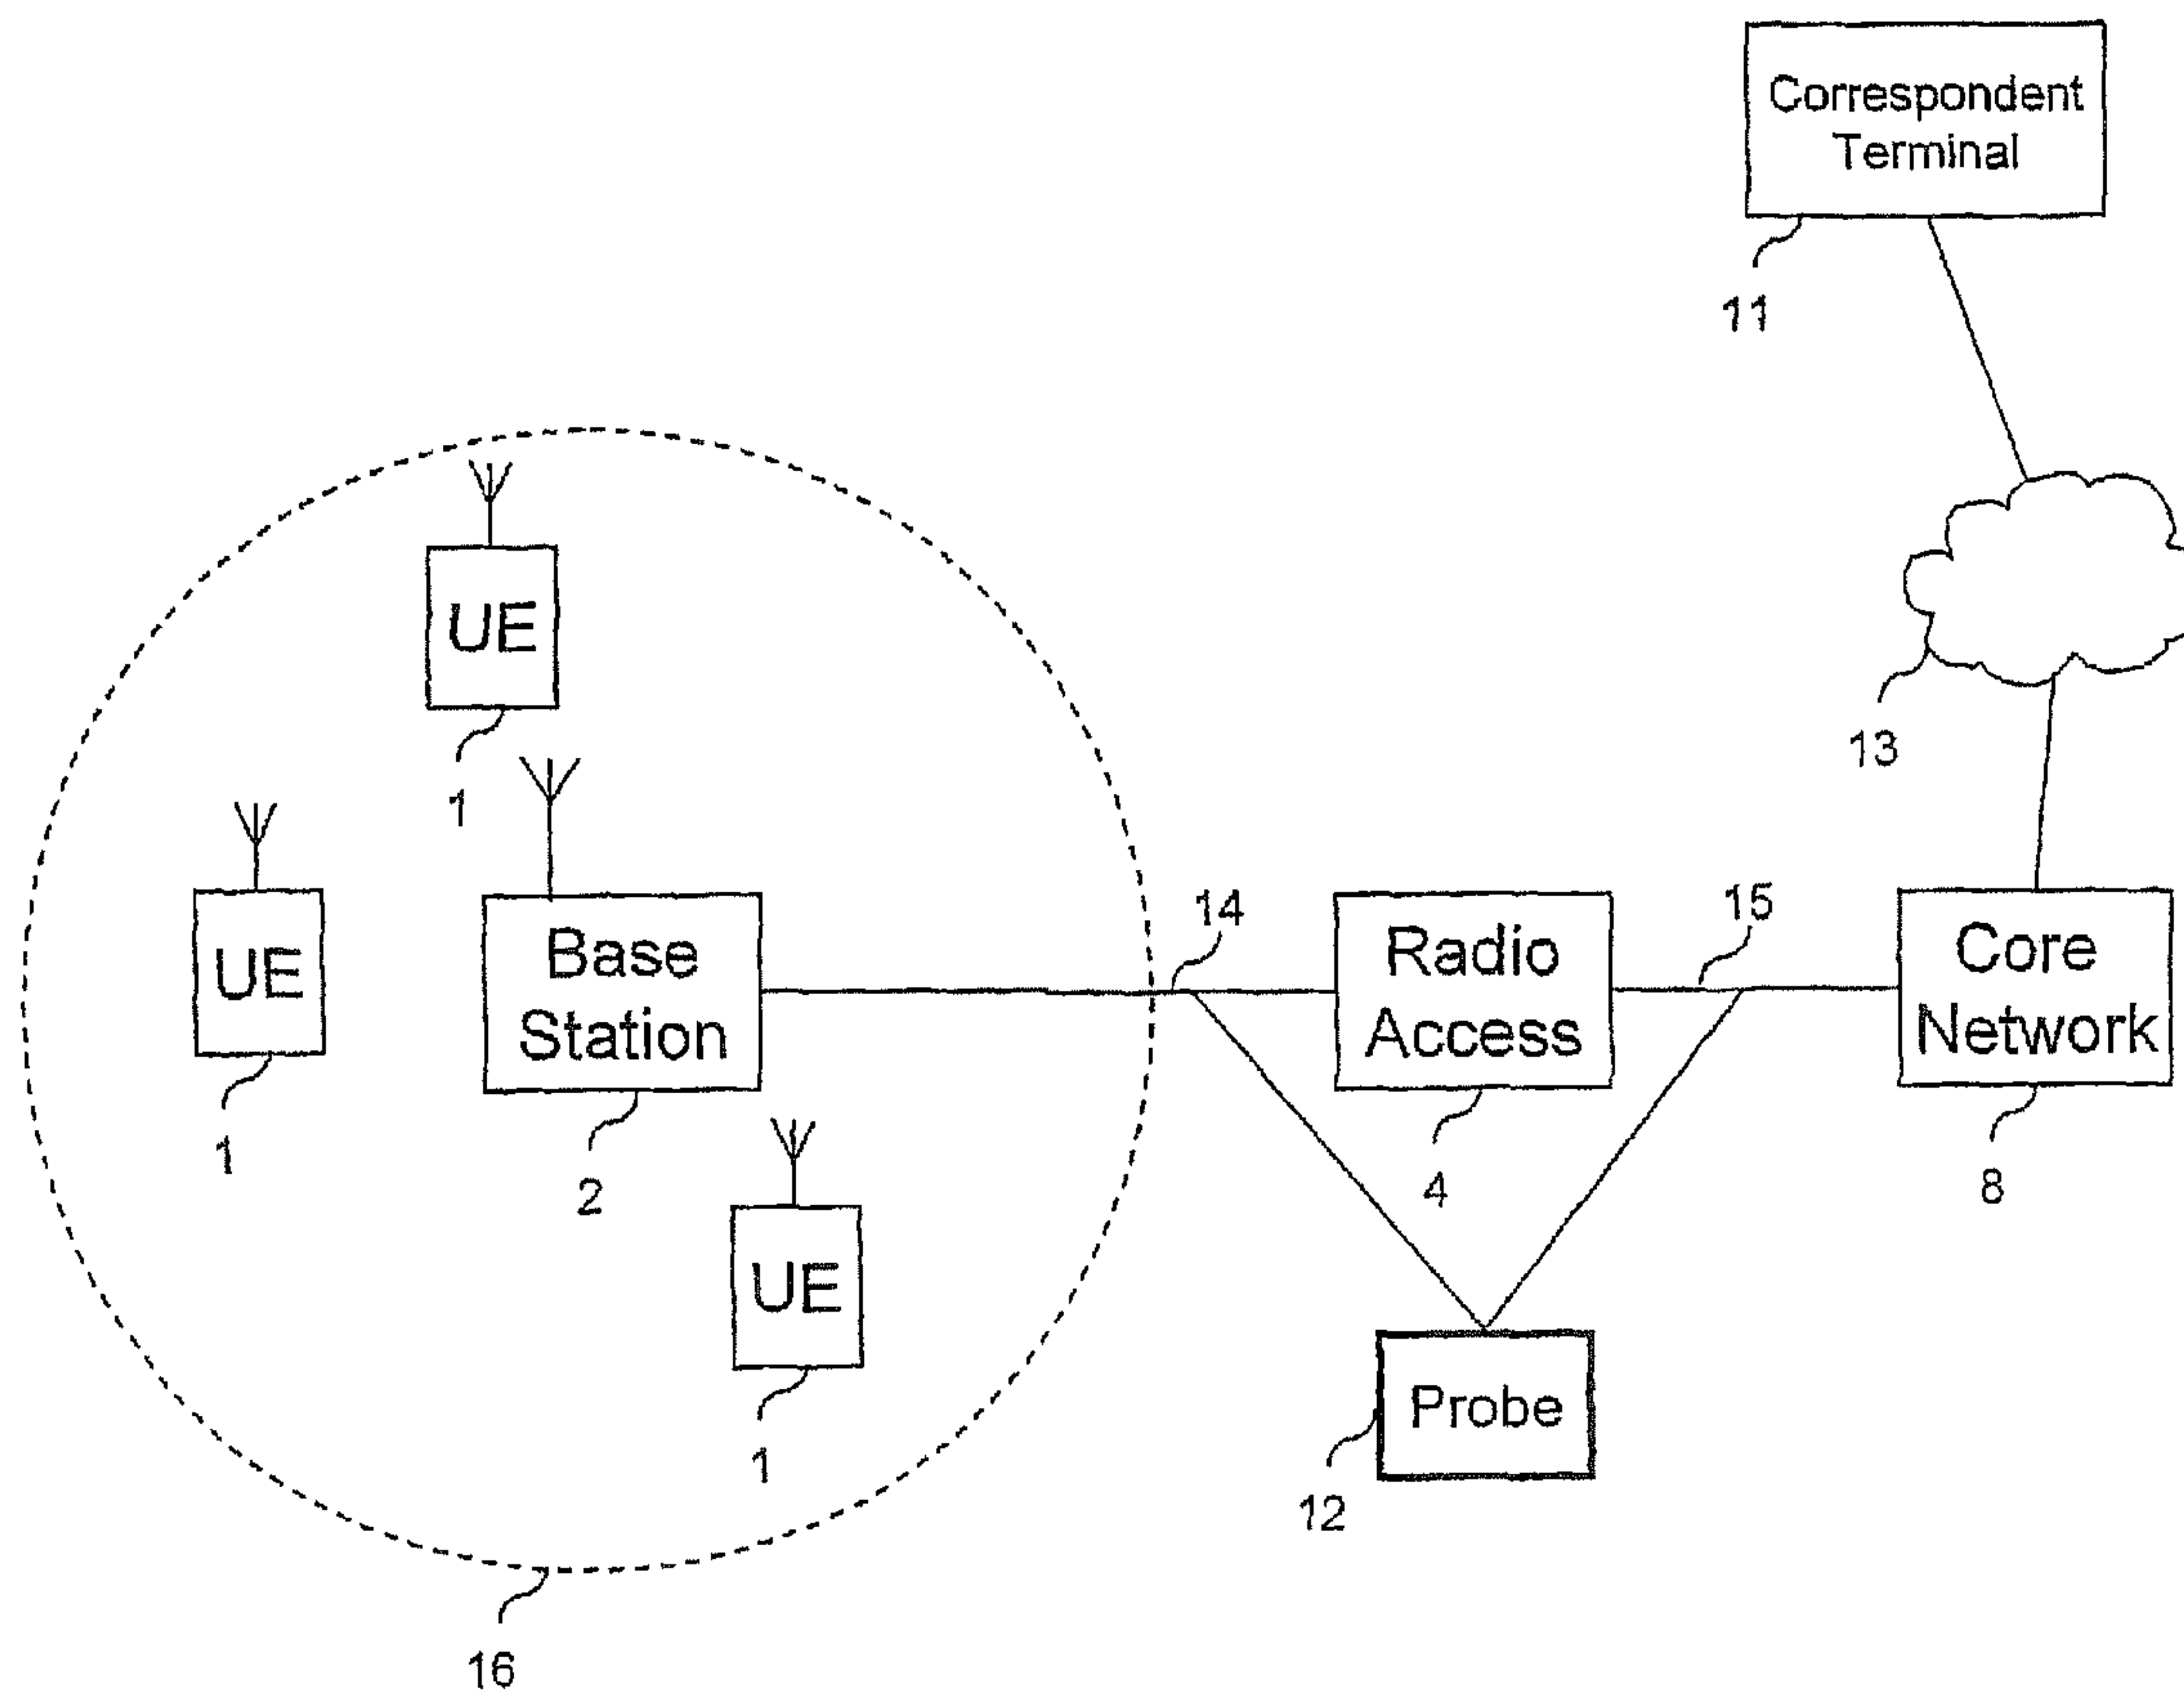 Correspondent
Terminal
11
UE
1
13
UE
1
Base
Station
2
14
Radio
Access
4
15
Core
Network
8
UE
1
Probe
12
16